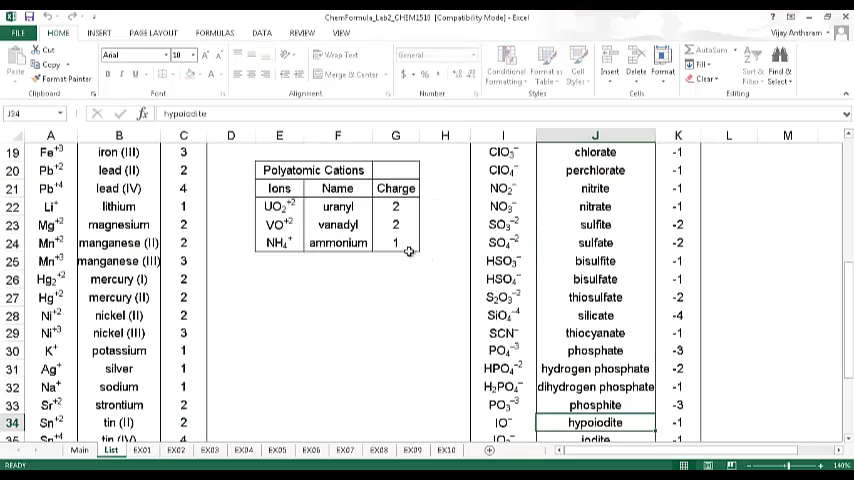 ChemFormula_Lab2_CHEM1510 [Compatibility Mode] - Excel
FILE HOME INSERT PAGE LAYOUT FORMULAS DATA REVIEW VIEW Vijay Antharam
Paste Cut Copy Format Painter Clipboard
Arial 10 B I U Font
Wrap Text Merge & Center Alignment
General $ % Number
Conditional Formatting Format as Table Cell Styles Styles
Insert Delete Format Cells
AutoSum Fill Clear Sort & Filter Find & Select Editing
J34 fx hypoiodite
A B C D E F G H I J K L M
19 Fe+3 iron (III) 3 ClO3− chlorate -1
20 Pb+2 lead (II) 2 Polyatomic Cations ClO4− perchlorate -1
21 Pb+4 lead (IV) 4 Ions Name Charge NO2− nitrite -1
22 Li+ lithium 1 UO2+2 uranyl 2 NO3− nitrate -1
23 Mg+2 magnesium 2 VO+2 vanadyl 2 SO3−2 sulfite -2
24 Mn+2 manganese (II) 2 NH4+ ammonium 1 SO4−2 sulfate -2
25 Mn+3 manganese (III) 3 HSO3− bisulfite -1
26 Hg2+2 mercury (I) 2 HSO4− bisulfate -1
27 Hg+2 mercury (II) 2 S2O3−2 thiosulfate -2
28 Ni+2 nickel (II) 2 SiO4−4 silicate -4
29 Ni+3 nickel (III) 3 SCN− thiocyanate -1
30 K+ potassium 1 PO4−3 phosphate -3
31 Ag+ silver 1 HPO4−2 hydrogen phosphate -2
32 Na+ sodium 1 H2PO4− dihydrogen phosphate -1
33 Sr+2 strontium 2 PO3−3 phosphite -3
34 Sn+2 tin (II) 2 IO− hypoiodite -1
35 Sn+4 tin (IV) 4 IO2− iodite -1
Main List EX01 EX02 EX03 EX04 EX05 EX06 EX07 EX08 EX09 EX10
READY 140%